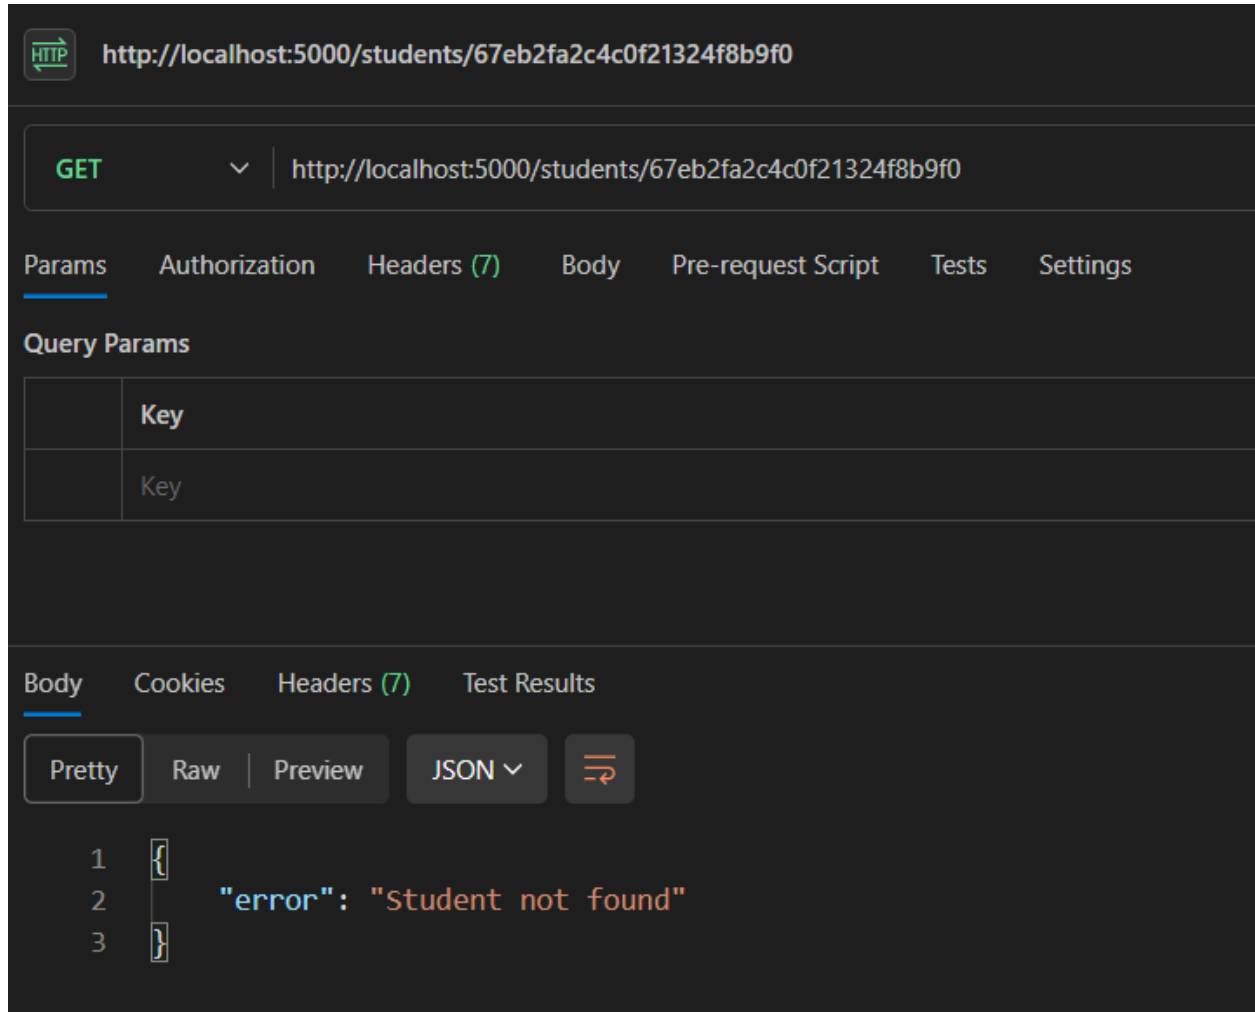 HTTP http://localhost:5000/students/67eb2fa2c4c0f21324f8b9f0
GET http://localhost:5000/students/67eb2fa2c4c0f21324f8b9f0
Params Authorization Headers (7) Body Pre-request Script Tests Settings
Query Params
Key
Key
Body Cookies Headers (7) Test Results
Pretty Raw Preview JSON
1 {
2 "error": "Student not found"
3 }